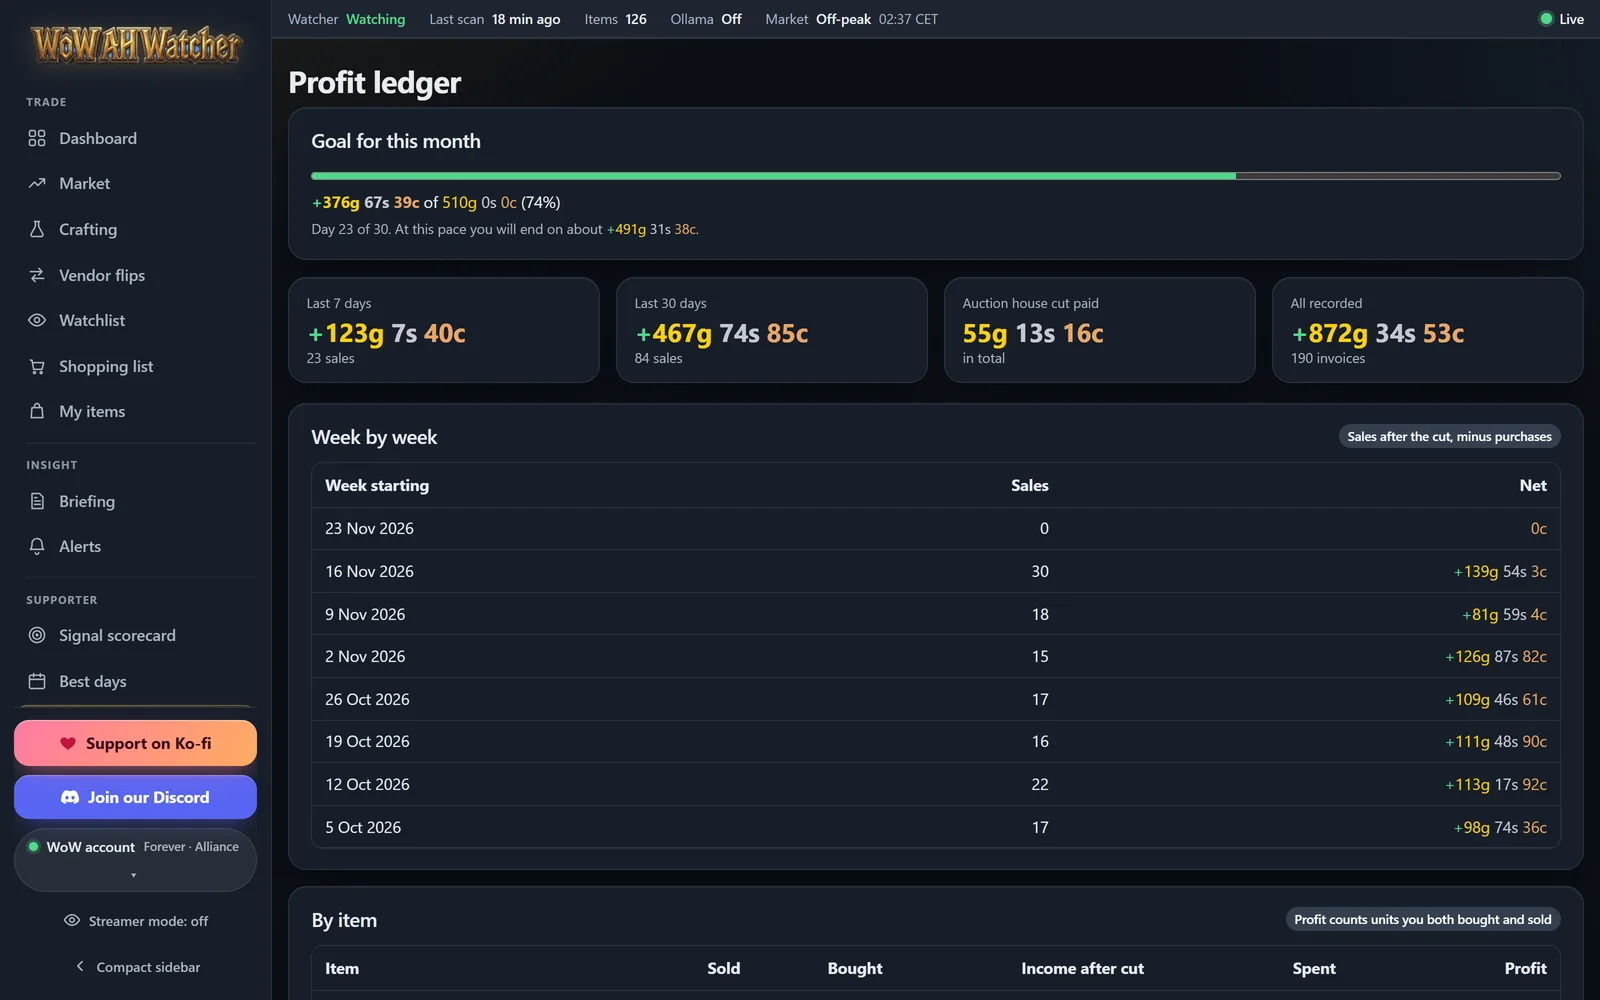 WoW AH Watcher
TRADE
Dashboard
Market
Crafting
Vendor flips
Watchlist
Shopping list
My items
INSIGHT
Briefing
Alerts
SUPPORTER
Signal scorecard
Best days
Support on Ko-fi
Join our Discord
WoW account Forever · Alliance
Streamer mode: off
Compact sidebar
Watcher Watching Last scan 18 min ago Items 126 Ollama Off Market Off-peak 02:37 CET Live
Profit ledger
Goal for this month
+376g 67s 39c of 510g 0s 0c (74%)
Day 23 of 30. At this pace you will end on about +491g 31s 38c.
Last 7 days
+123g 7s 40c
23 sales
Last 30 days
+467g 74s 85c
84 sales
Auction house cut paid
55g 13s 16c
in total
All recorded
+872g 34s 53c
190 invoices
Week by week Sales after the cut, minus purchases
Week starting Sales Net
23 Nov 2026 0 0c
16 Nov 2026 30 +139g 54s 3c
9 Nov 2026 18 +81g 59s 4c
2 Nov 2026 15 +126g 87s 82c
26 Oct 2026 17 +109g 46s 61c
19 Oct 2026 16 +111g 48s 90c
12 Oct 2026 22 +113g 17s 92c
5 Oct 2026 17 +98g 74s 36c
By item Profit counts units you both bought and sold
Item Sold Bought Income after cut Spent Profit